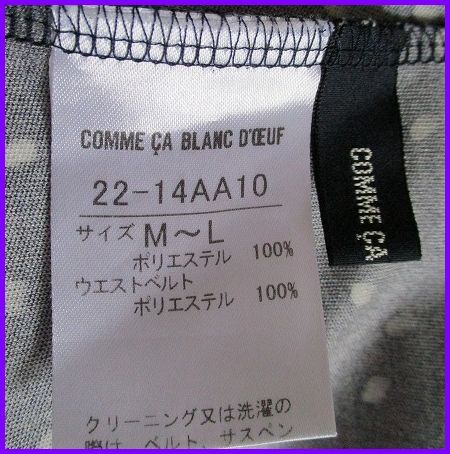 COMME ÇA BLANC D'ŒUF
22-14AA10
サイズ M〜L
ポリエステル 100%
ウエストベルト
ポリエステル 100%
クリーニング又は洗濯の
際は、ベルト、サスペン
COMME ÇA